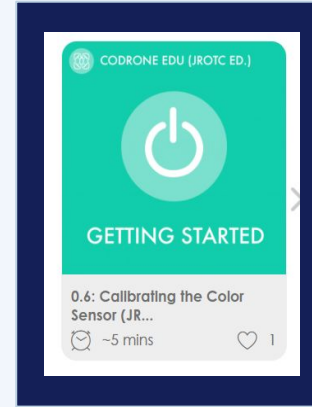 CODRONE EDU (JROTC ED.)
GETTING STARTED
0.6: Calibrating the Color
Sensor (JR...
~5 mins
1